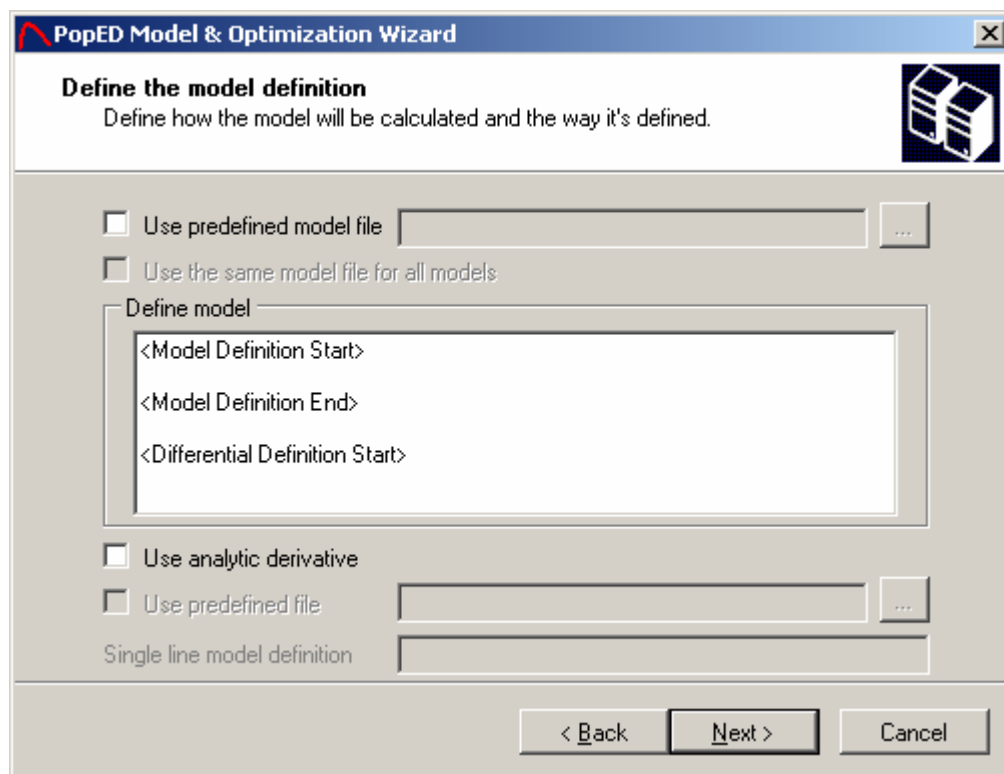 PopED Model & Optimization Wizard
Define the model definition
Define how the model will be calculated and the way it's defined.
Use predefined model file
...
Use the same model file for all models
Define model
<Model Definition Start>
<Model Definition End>
<Differential Definition Start>
Use analytic derivative
Use predefined file
...
Single line model definition
< Back
Next >
Cancel